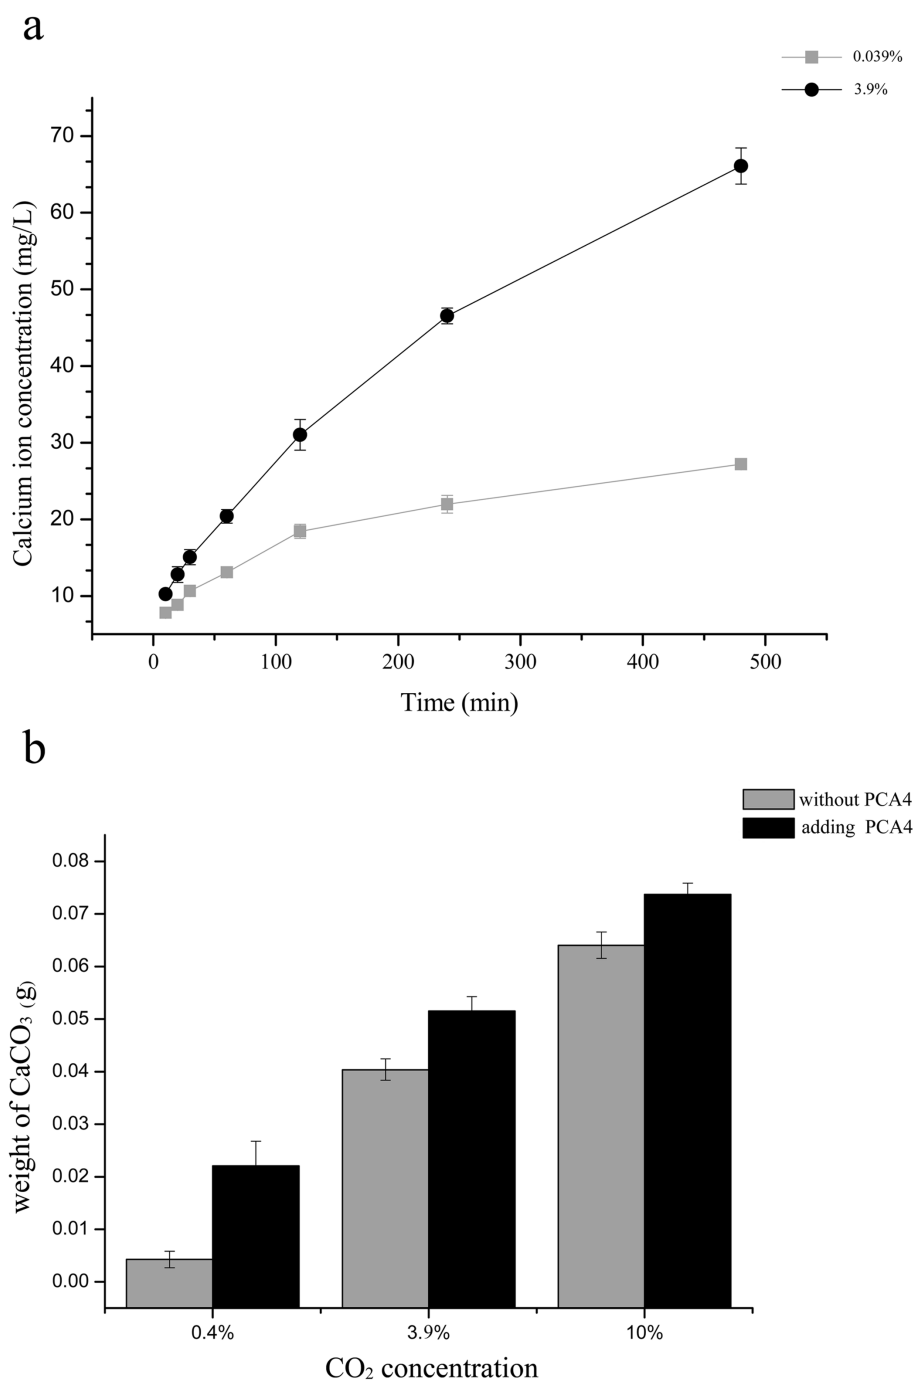 a
0.039%
3.9%
70
60
50
40
30
20
10
Calcium ion concentration (mg/L)
0 100 200 300 400 500
Time (min)
b
without PCA4
adding PCA4
0.08
0.07
0.06
0.05
0.04
0.03
0.02
0.01
0.00
weight of CaCO₃ (g)
0.4% 3.9% 10%
CO₂ concentration